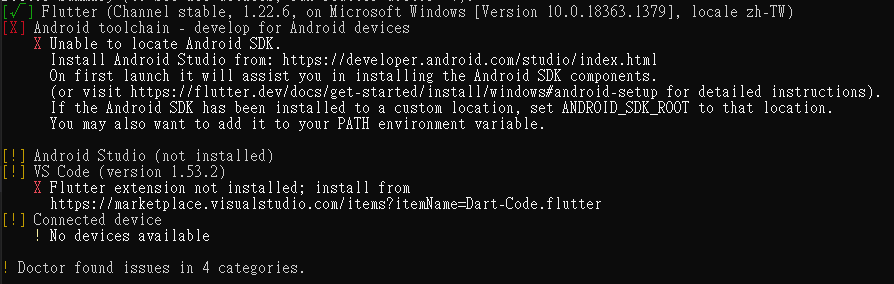 [✓] Flutter (Channel stable, 1.22.6, on Microsoft Windows [Version 10.0.18363.1379], locale zh-TW)
[X] Android toolchain - develop for Android devices
X Unable to locate Android SDK.
Install Android Studio from: https://developer.android.com/studio/index.html
On first launch it will assist you in installing the Android SDK components.
(or visit https://flutter.dev/docs/get-started/install/windows#android-setup for detailed instructions).
If the Android SDK has been installed to a custom location, set ANDROID_SDK_ROOT to that location.
You may also want to add it to your PATH environment variable.
[!] Android Studio (not installed)
[!] VS Code (version 1.53.2)
X Flutter extension not installed; install from
https://marketplace.visualstudio.com/items?itemName=Dart-Code.flutter
[!] Connected device
! No devices available
! Doctor found issues in 4 categories.